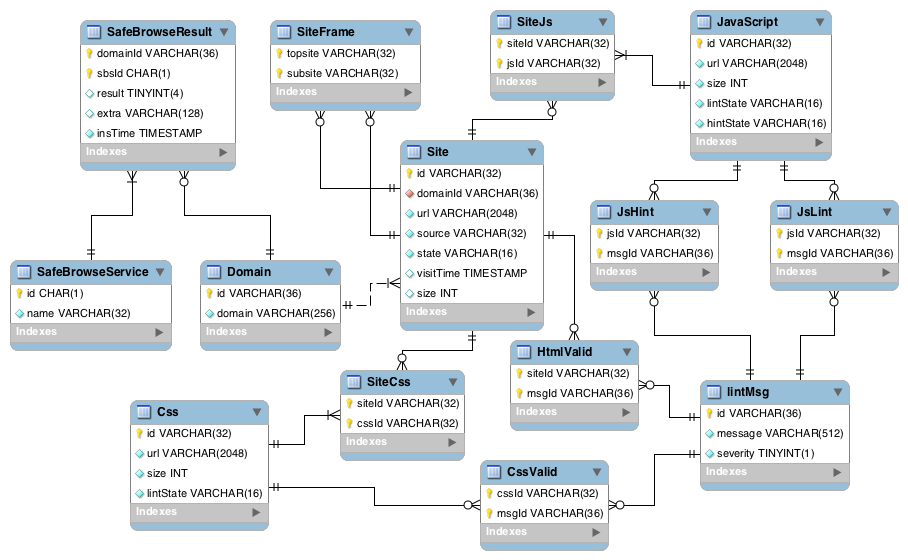 SafeBrowseResult
domainId VARCHAR(36)
sbsId CHAR(1)
result TINYINT(4)
extra VARCHAR(128)
insTime TIMESTAMP
Indexes
SiteFrame
topsite VARCHAR(32)
subsite VARCHAR(32)
Indexes
SiteJs
siteId VARCHAR(32)
jsId VARCHAR(32)
Indexes
JavaScript
id VARCHAR(32)
url VARCHAR(2048)
size INT
lintState VARCHAR(16)
hintState VARCHAR(16)
Indexes
Site
id VARCHAR(32)
domainId VARCHAR(36)
url VARCHAR(2048)
source VARCHAR(32)
state VARCHAR(16)
visitTime TIMESTAMP
size INT
Indexes
JsHint
jsId VARCHAR(32)
msgId VARCHAR(36)
Indexes
JsLint
jsId VARCHAR(32)
msgId VARCHAR(36)
Indexes
SafeBrowseService
id CHAR(1)
name VARCHAR(32)
Indexes
Domain
id VARCHAR(36)
domain VARCHAR(256)
Indexes
HtmlValid
siteId VARCHAR(32)
msgId VARCHAR(36)
Indexes
SiteCss
siteId VARCHAR(32)
cssId VARCHAR(32)
Indexes
lintMsg
id VARCHAR(36)
message VARCHAR(512)
severity TINYINT(1)
Indexes
Css
id VARCHAR(32)
url VARCHAR(2048)
size INT
lintState VARCHAR(16)
Indexes
CssValid
cssId VARCHAR(32)
msgId VARCHAR(36)
Indexes